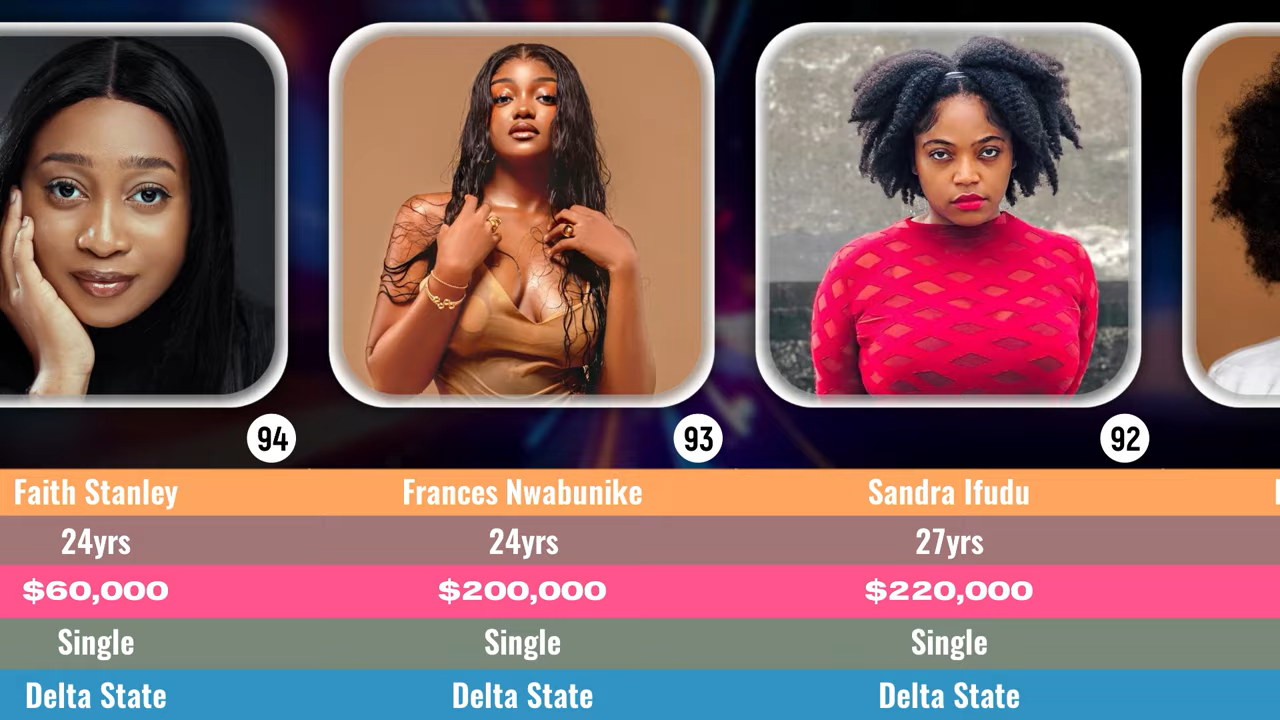 94
93
92
Faith Stanley
Frances Nwabunike
Sandra Ifudu
24yrs
24yrs
27yrs
$60,000
$200,000
$220,000
Single
Single
Single
Delta State
Delta State
Delta State